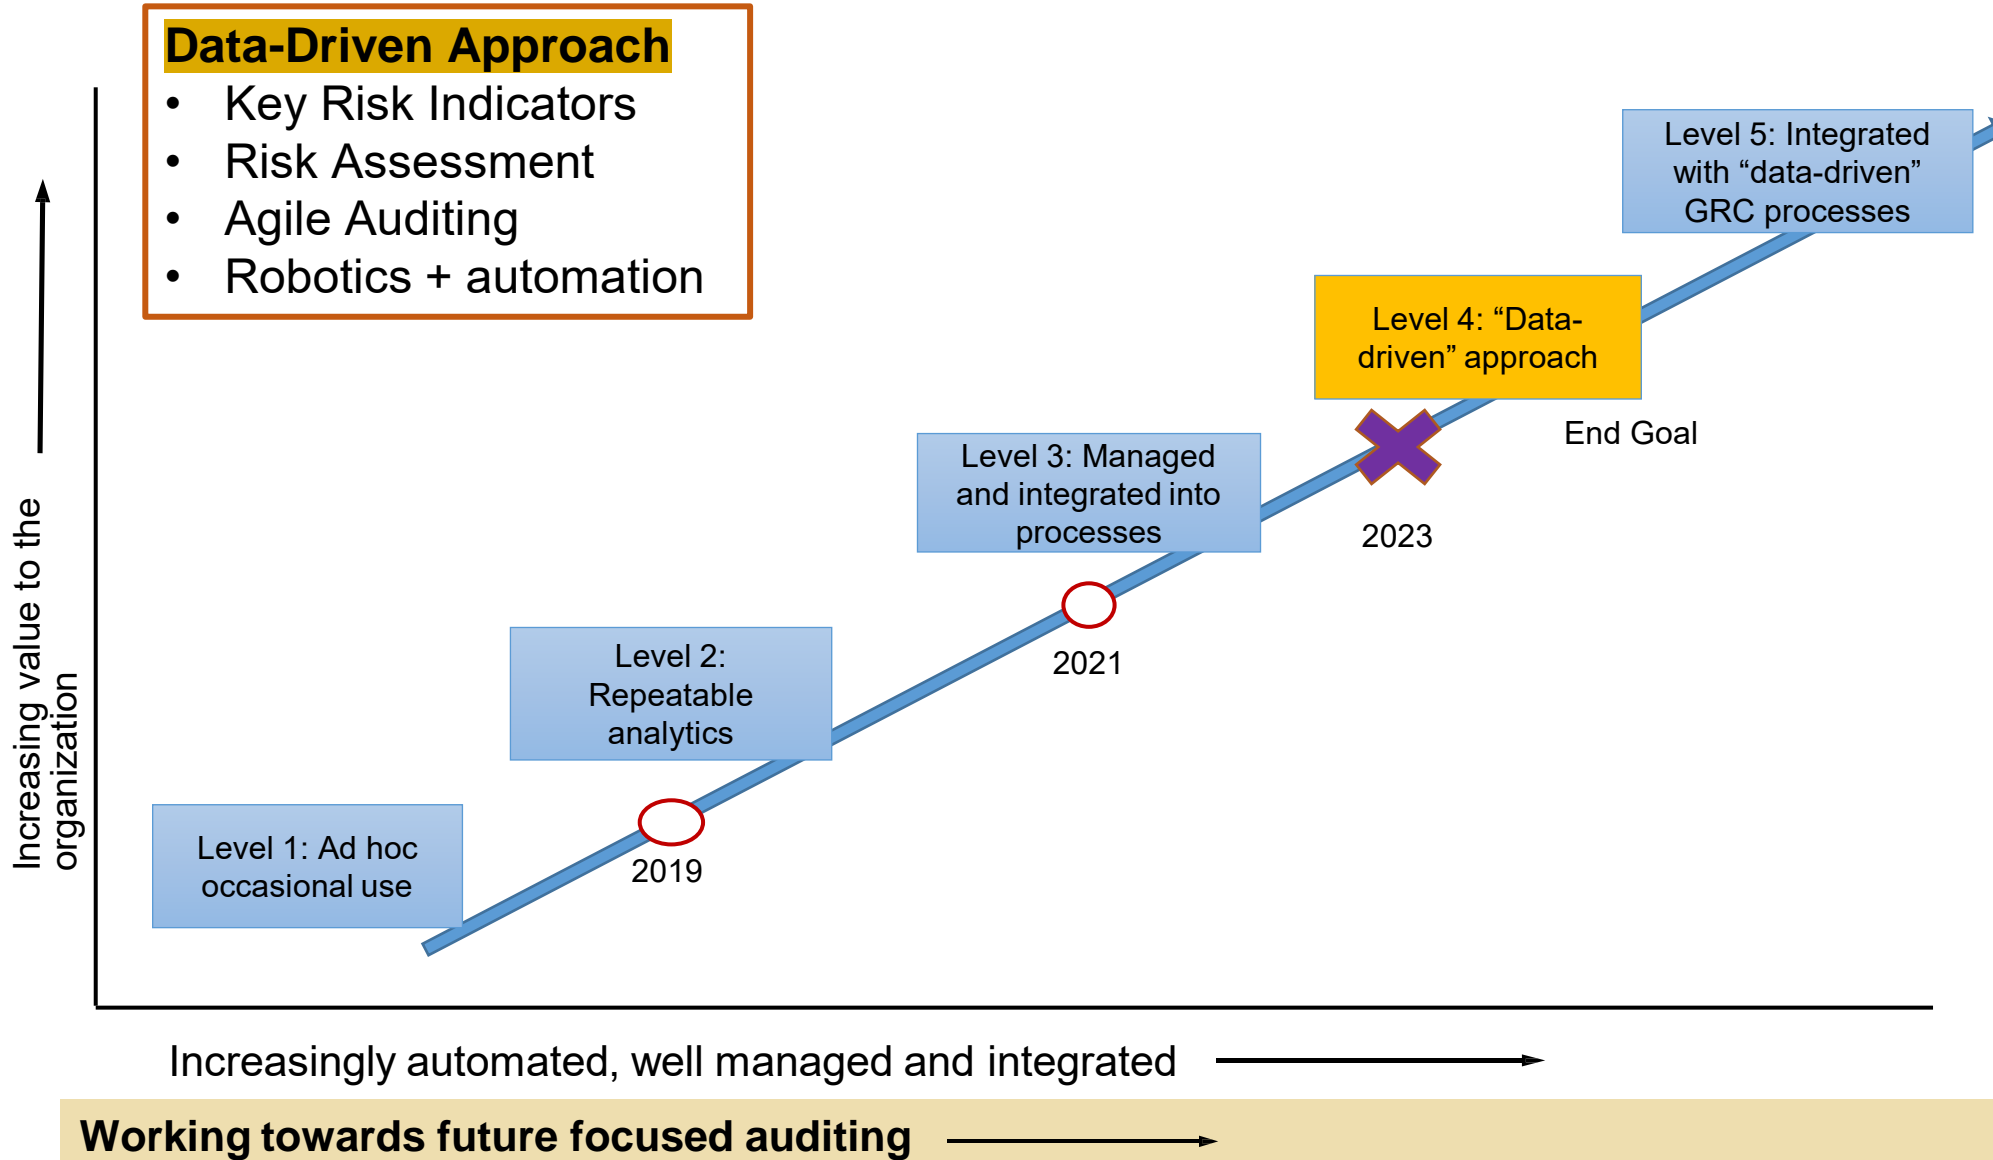 Data-Driven Approach
• Key Risk Indicators
• Risk Assessment
• Agile Auditing
• Robotics + automation
Level 5: Integrated
with “data-driven”
GRC processes
Level 4: “Data-
driven” approach
End Goal
Level 3: Managed
and integrated into
processes
2023
2021
Level 2:
Repeatable
analytics
2019
Level 1: Ad hoc
occasional use
Increasing value to the
organization
Increasingly automated, well managed and integrated
Working towards future focused auditing